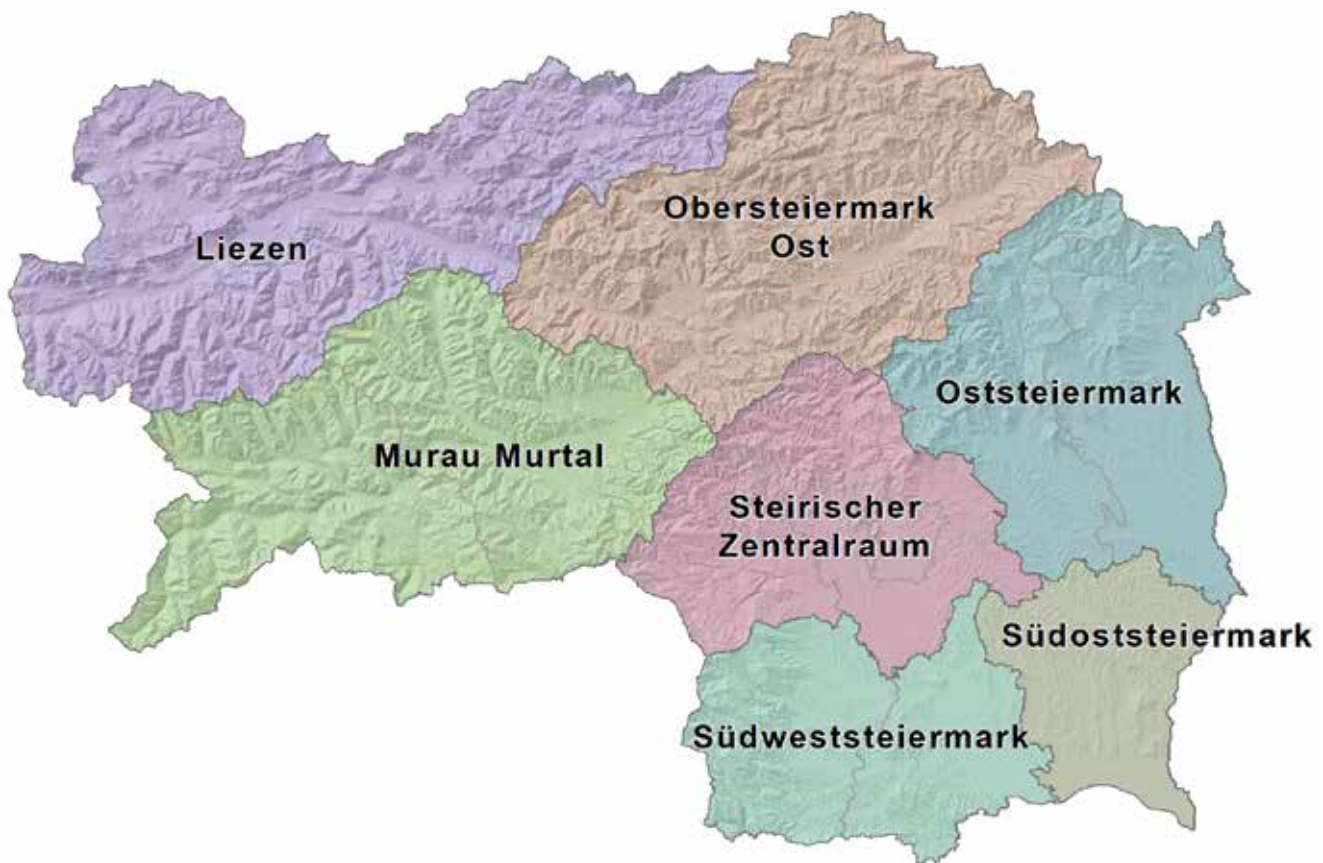 Obersteiermark
Ost
Liezen
Oststeiermark
Murau Murtal
Steirischer
Zentralraum
Südoststeiermark
Südweststeiermark